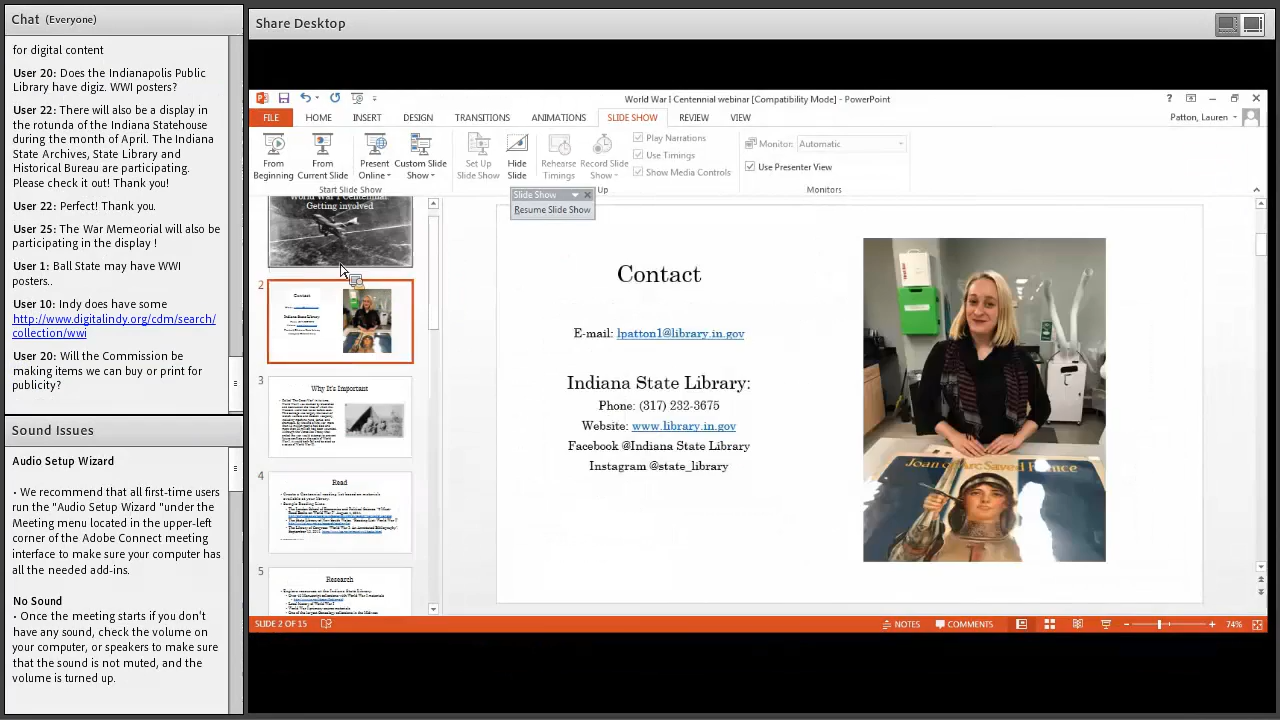 Chat (Everyone)
for digital content
User 20: Does the Indianapolis Public
Library have digiz. WWI posters?
User 22: There will also be a display in
the rotunda of the Indiana Statehouse
during the month of April. The Indiana
State Archives, State Library and
Historical Bureau are participating.
Please check it out! Thank you!
User 22: Perfect! Thank you.
User 25: The War Memeorial will also be
participating in the display !
User 1: Ball State may have WWI
posters..
User 10: Indy does have some
http://www.digitalindy.org/cdm/search/
collection/wwi
User 20: Will the Commission be
making items we can buy or print for
publicity?
Sound Issues
Audio Setup Wizard
• We recommend that all first-time users
run the "Audio Setup Wizard "under the
Meeting menu located in the upper-left
corner of the Adobe Connect meeting
interface to make sure your computer has
all the needed add-ins.
No Sound
• Once the meeting starts if you don't
have any sound, check the volume on
your computer, or speakers to make sure
that the sound is not muted, and the
volume is turned up.
Share Desktop
World War I Centennial webinar [Compatibility Mode] - PowerPoint
FILE HOME INSERT DESIGN TRANSITIONS ANIMATIONS SLIDE SHOW REVIEW VIEW
Patton, Lauren
From Beginning
From Current Slide
Present Online
Custom Slide Show
Set Up Slide Show
Hide Slide
Rehearse Timings
Record Slide Show
Play Narrations
Use Timings
Show Media Controls
Monitor: Automatic
Use Presenter View
Start Slide Show
Up
Monitors
Slide Show
Resume Slide Show
World War I Centennial:
Getting involved
2
Contact
Indiana State Library:
3
Why It's Important
4
Read
5
Research
Contact
E-mail: lpatton1@library.in.gov
Indiana State Library:
Phone: (317) 232-3675
Website: www.library.in.gov
Facebook @Indiana State Library
Instagram @state_library
Joan of Arc Saved France
SLIDE 2 OF 15
NOTES
COMMENTS
74%